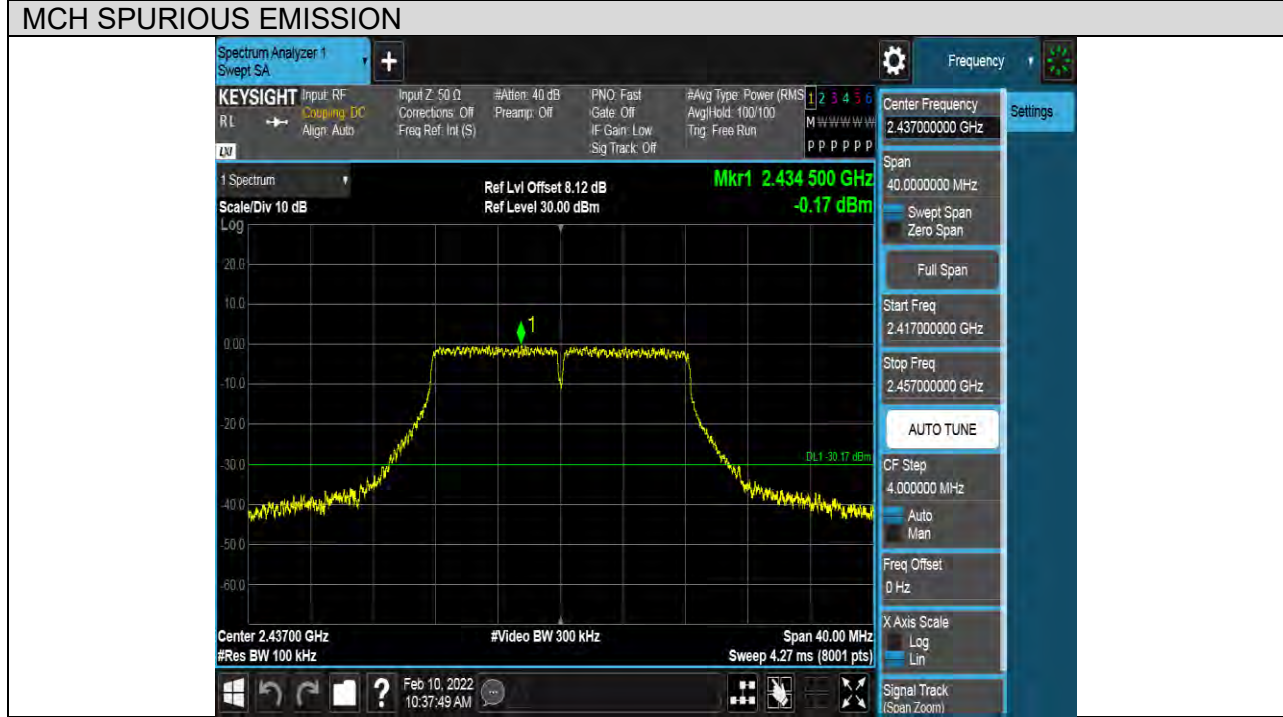 MCH SPURIOUS EMISSION
Spectrum Analyzer 1
Swept SA
+
Frequency
KEYSIGHT
RL
LXI
Input: RF
Coupling: DC
Align: Auto
Input Z: 50 Ω
Corrections: Off
Freq Ref: Int (S)
#Atten: 40 dB
Preamp: Off
PNO: Fast
Gate: Off
IF Gain: Low
Sig Track: Off
#Avg Type: Power (RMS
Avg|Hold: 100/100
Trig: Free Run
1 2 3 4 5 6
M W W W W W
P P P P P P
1 Spectrum
Scale/Div 10 dB
Log
Ref Lvl Offset 8.12 dB
Ref Level 30.00 dBm
Mkr1 2.434 500 GHz
-0.17 dBm
20.0
10.0
0.00
-10.0
-20.0
-30.0
-40.0
-50.0
-60.0
1
DL1 -30.17 dBm
Center 2.43700 GHz
#Res BW 100 kHz
#Video BW 300 kHz
Span 40.00 MHz
Sweep 4.27 ms (8001 pts)
Feb 10, 2022
10:37:49 AM
?
Center Frequency
2.437000000 GHz
Settings
Span
40.0000000 MHz
Swept Span
Zero Span
Full Span
Start Freq
2.417000000 GHz
Stop Freq
2.457000000 GHz
AUTO TUNE
CF Step
4.000000 MHz
Auto
Man
Freq Offset
0 Hz
X Axis Scale
Log
Lin
Signal Track
(Span Zoom)